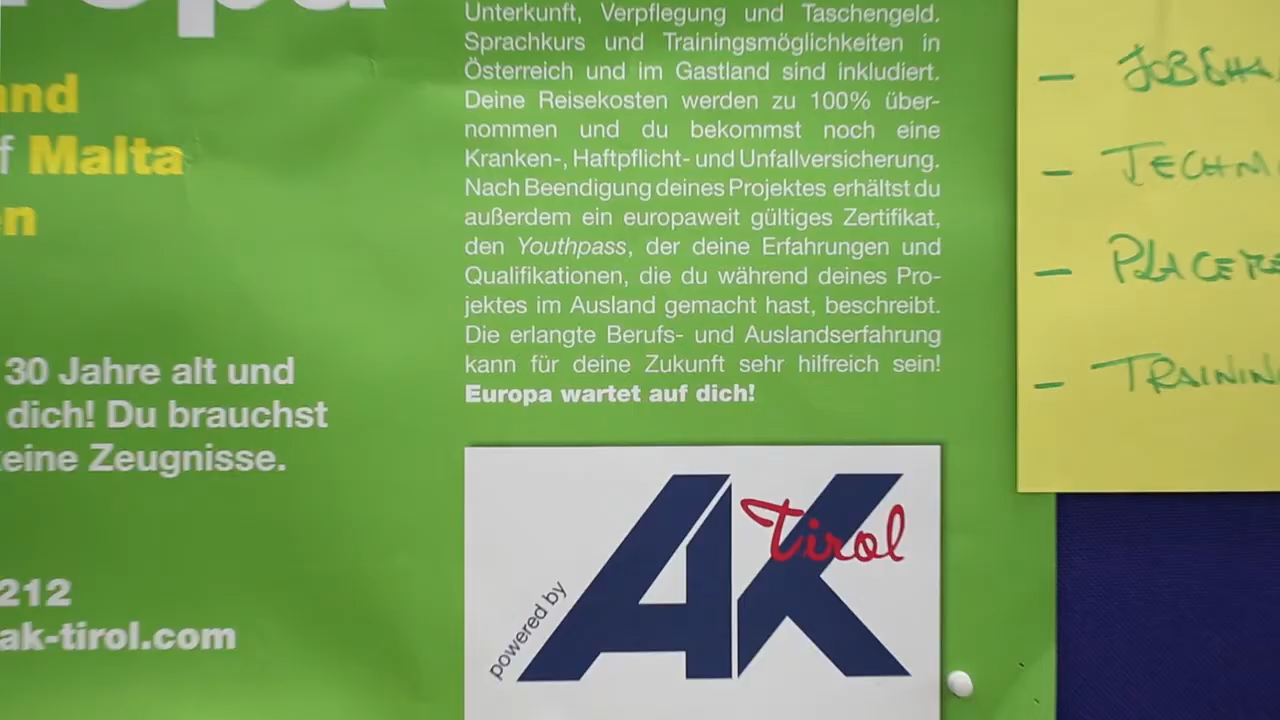 Malta
30 Jahre alt und
dich! Du brauchst
Zeugnisse.
212
ak-tirol.com
Unterkunft, Verpflegung und Taschengeld.
Sprachkurs und Trainingsmöglichkeiten in
Österreich und im Gastland sind inkludiert.
Deine Reisekosten werden zu 100% über-
nommen und du bekommst noch eine
Kranken-, Haftpflicht- und Unfallversicherung.
Nach Beendigung deines Projektes erhältst du
außerdem ein europaweit gültiges Zertifikat,
den Youthpass, der deine Erfahrungen und
Qualifikationen, die du während deines Pro-
jektes im Ausland gemacht hast, beschreibt.
Die erlangte Berufs- und Auslandserfahrung
kann für deine Zukunft sehr hilfreich sein!
Europa wartet auf dich!
powered by
AK
Tirol